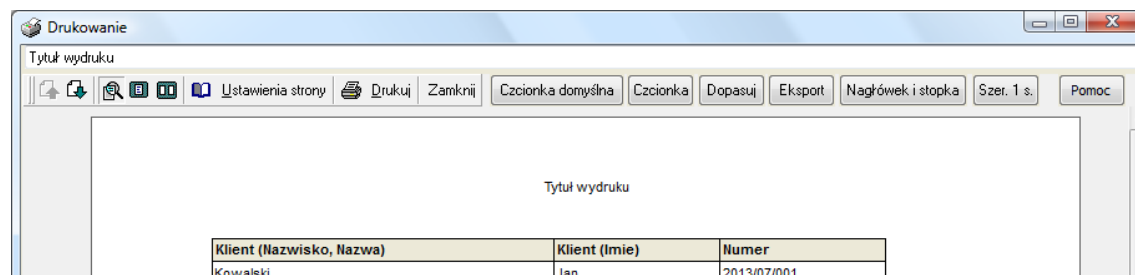 Drukowanie
Tytuł wydruku
Ustawienia strony Drukuj Zamknij Czcionka domyślna Czcionka Dopasuj Eksport Nagłówek i stopka Szer. 1 s. Pomoc
Tytuł wydruku
Klient (Nazwisko, Nazwa) Klient (Imie) Numer
Kowalski Jan 2013/07/001